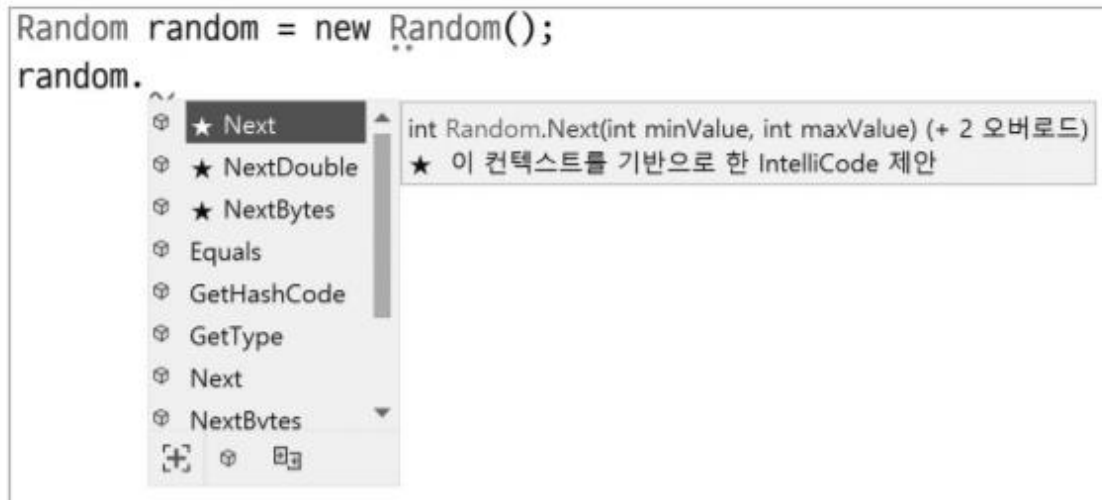 Random random = new Random();
random.
★ Next
int Random.Next(int minValue, int maxValue) (+ 2 오버로드)
★ 이 컨텍스트를 기반으로 한 IntelliCode 제안
★ NextDouble
★ NextBytes
Equals
GetHashCode
GetType
Next
NextBytes